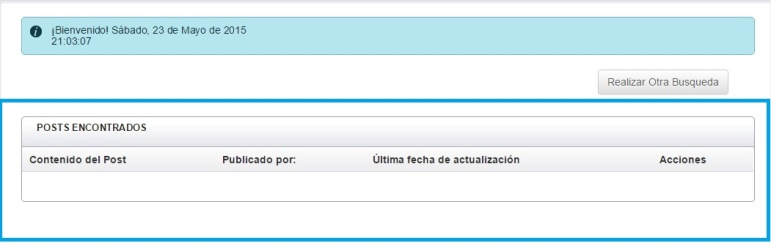 ¡Bienvenido! Sábado, 23 de Mayo de 2015
21:03:07
Realizar Otra Busqueda
POSTS ENCONTRADOS
Contenido del Post Publicado por: Última fecha de actualización Acciones